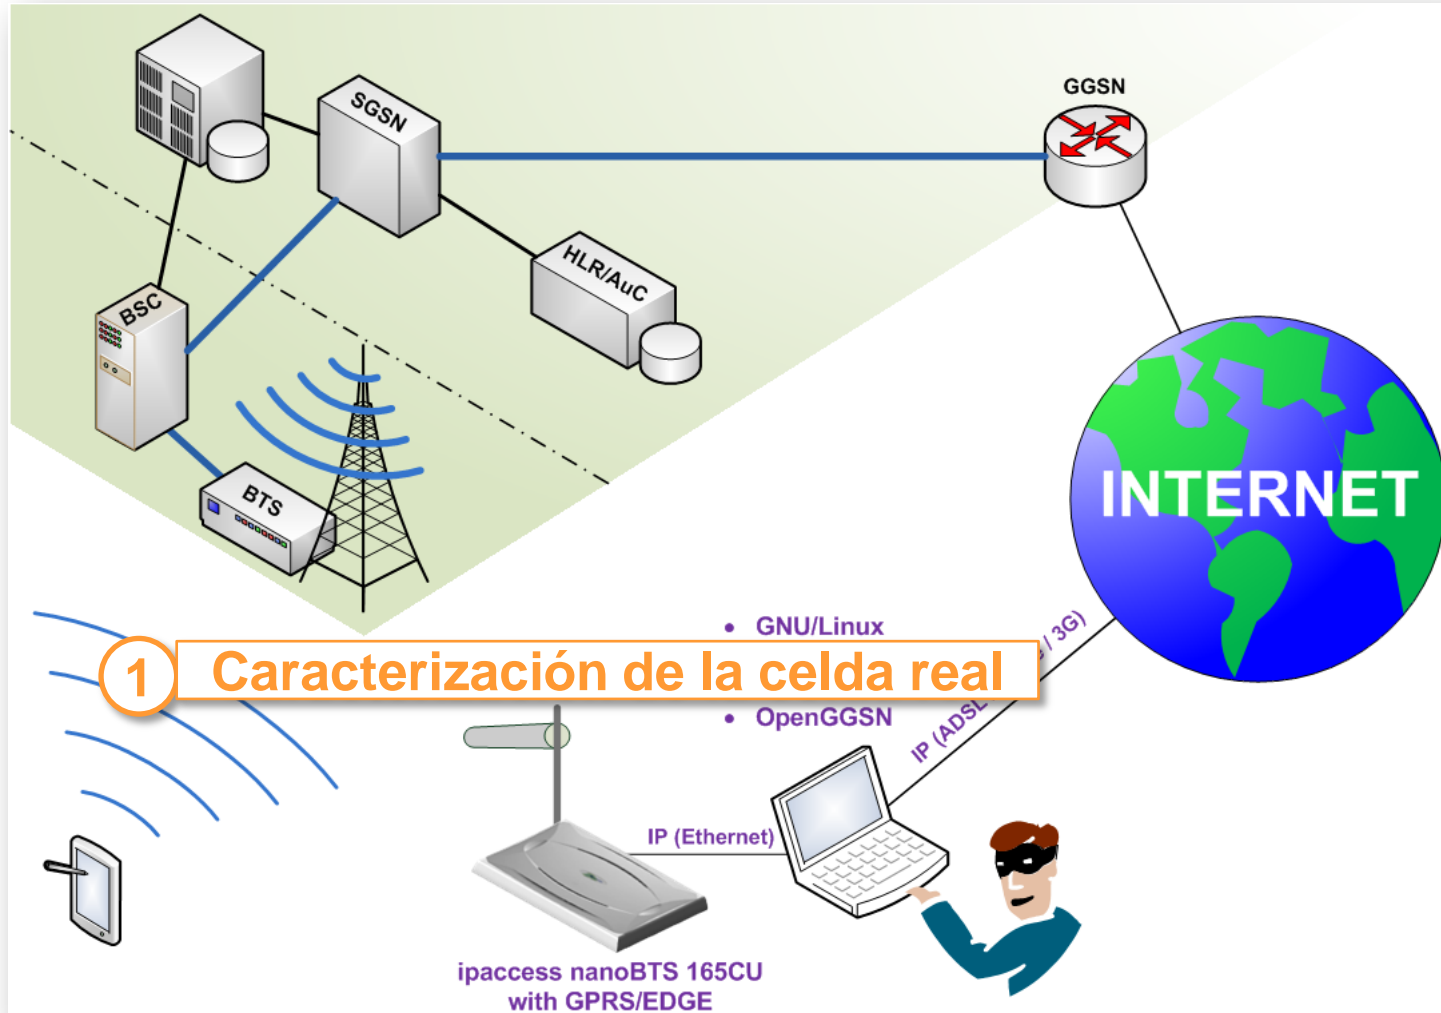 SGSN
GGSN
HLR/AuC
BSC
BTS
INTERNET
• GNU/Linux
1 Caracterización de la celda real
• OpenGGSN
IP (ADSL / 3G)
IP (Ethernet)
ipaccess nanoBTS 165CU
with GPRS/EDGE